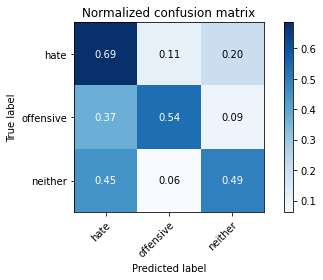 Normalized confusion matrix
True label
hate 0.69 0.11 0.20
offensive 0.37 0.54 0.09
neither 0.45 0.06 0.49
hate offensive neither
Predicted label
0.6
0.5
0.4
0.3
0.2
0.1